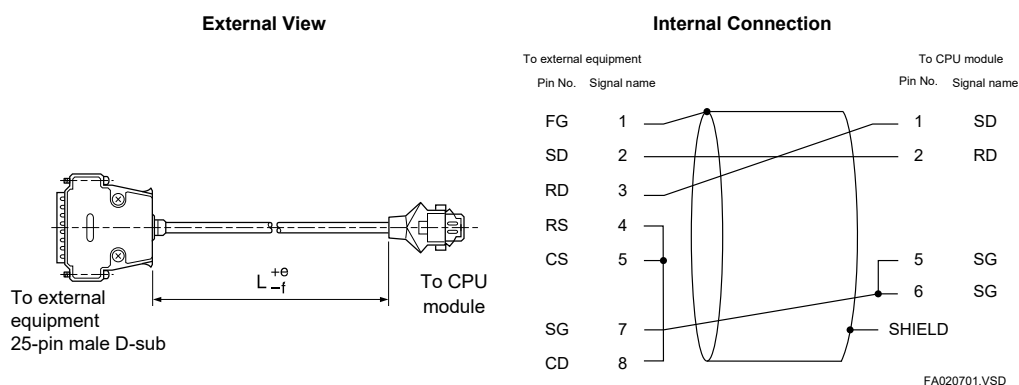 External View
L +e
–f
To external
equipment
25-pin male D-sub
To CPU
module
Internal Connection
To external equipment To CPU module
Pin No. Signal name Pin No. Signal name
FG 1 1 SD
SD 2 2 RD
RD 3
RS 4
CS 5 5 SG
6 SG
SG 7 SHIELD
CD 8
FA020701.VSD